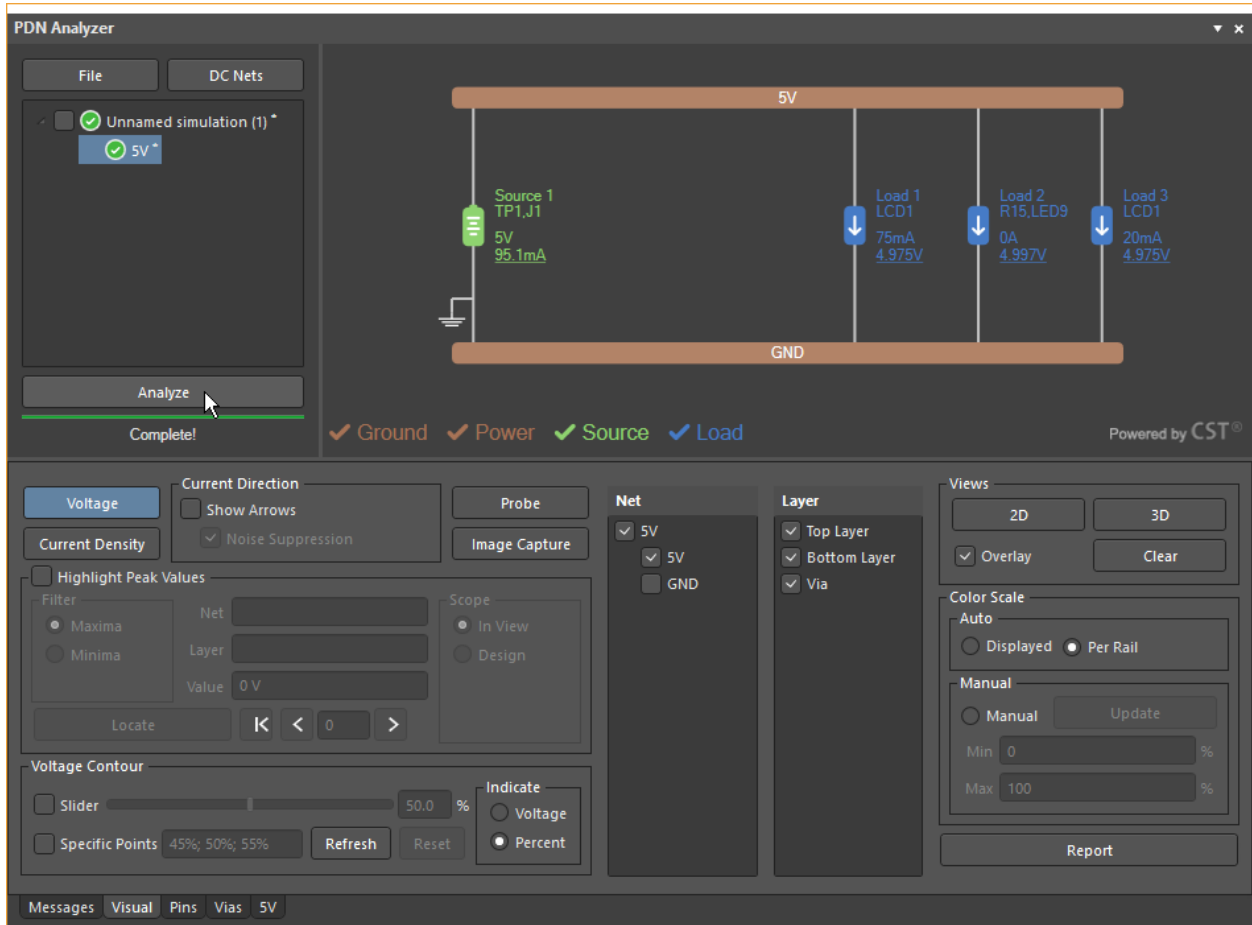 PDN Analyzer
File
DC Nets
Unnamed simulation (1) *
5V *
Analyze
Complete!
5V
Source 1
TP1,J1
5V
95.1mA
Load 1
LCD1
75mA
4.975V
Load 2
R15,LED9
0A
4.997V
Load 3
LCD1
20mA
4.975V
GND
Ground
Power
Source
Load
Powered by CST®
Voltage
Current Density
Current Direction
Show Arrows
Noise Suppression
Probe
Image Capture
Highlight Peak Values
Filter
Maxima
Minima
Net
Layer
Value 0 V
Scope
In View
Design
Locate
0
Voltage Contour
Slider
50.0 %
Specific Points 45%; 50%; 55%
Refresh
Reset
Indicate
Voltage
Percent
Net
5V
5V
GND
Layer
Top Layer
Bottom Layer
Via
Views
2D
3D
Overlay
Clear
Color Scale
Auto
Displayed
Per Rail
Manual
Manual
Update
Min 0 %
Max 100 %
Report
Messages
Visual
Pins
Vias
5V